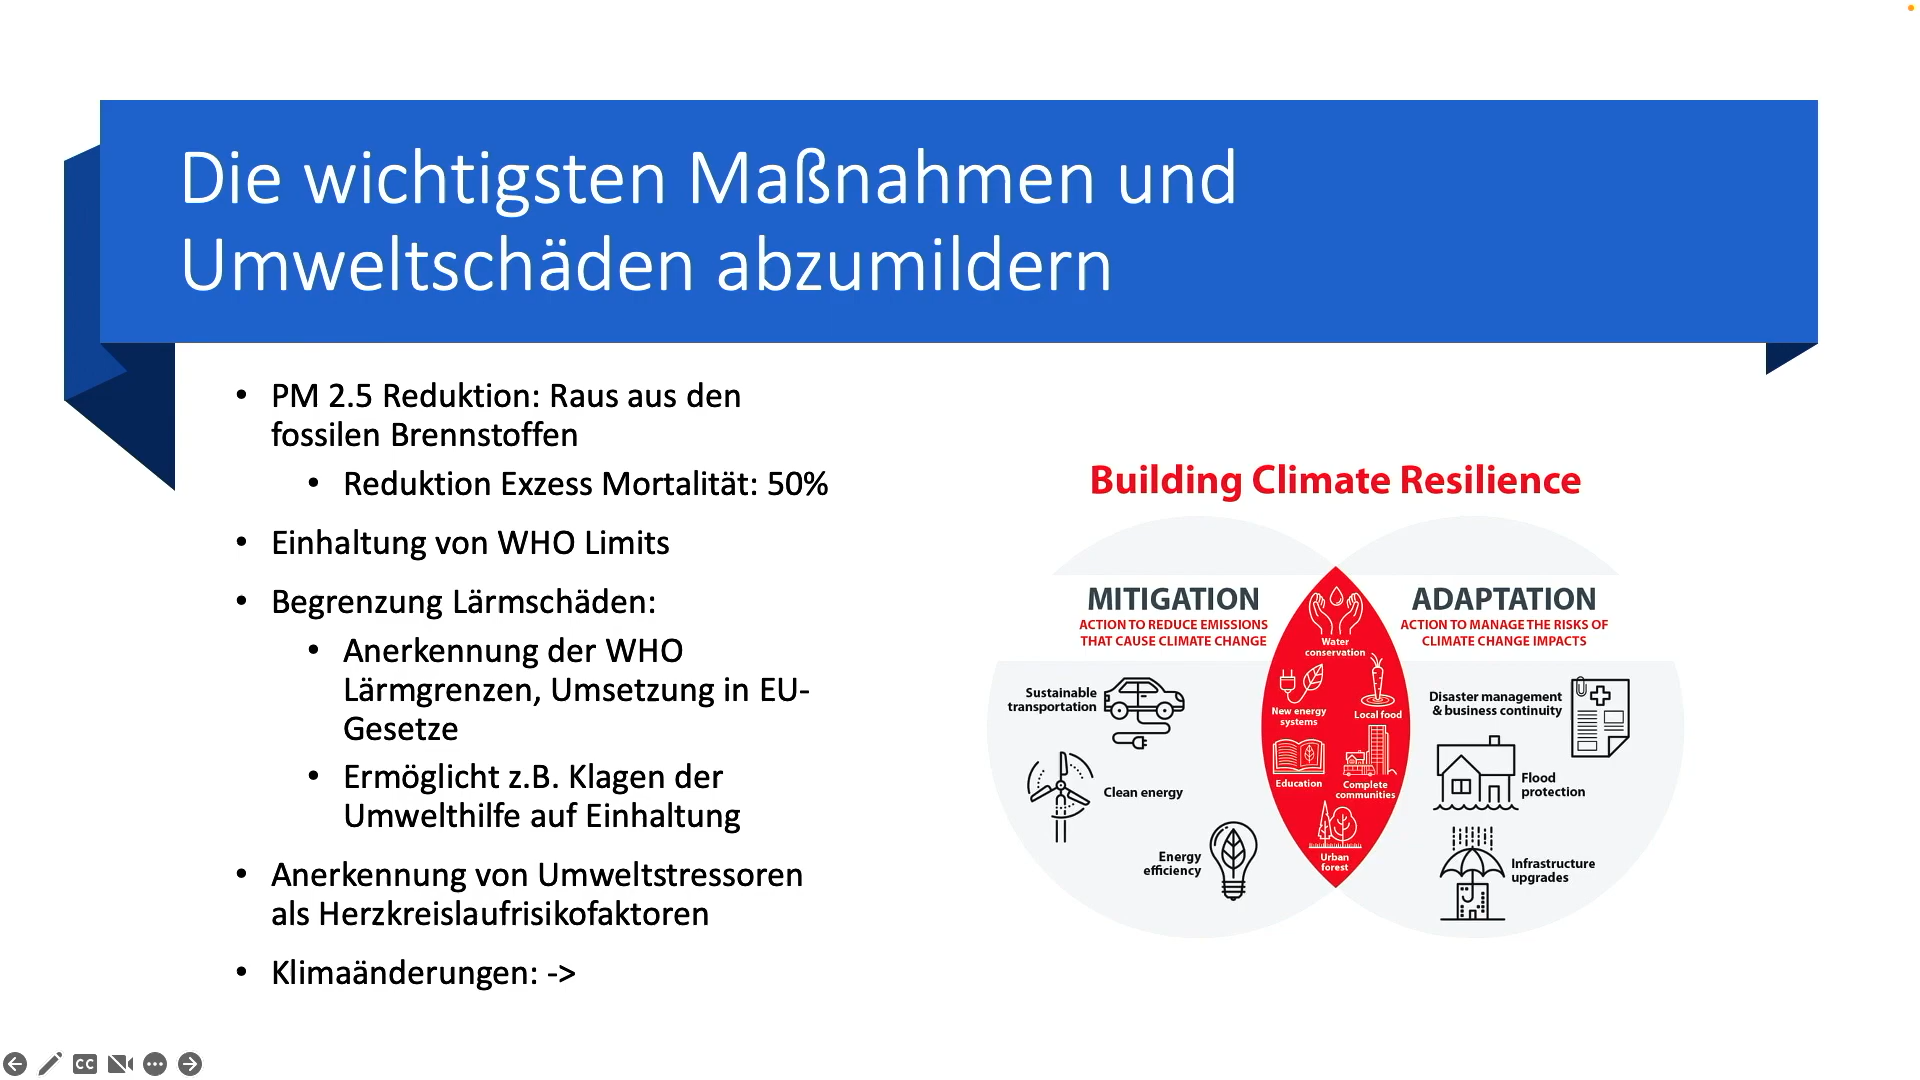 Die wichtigsten Maßnahmen und
Umweltschäden abzumildern
• PM 2.5 Reduktion: Raus aus den
fossilen Brennstoffen
• Reduktion Exzess Mortalität: 50%
• Einhaltung von WHO Limits
• Begrenzung Lärmschäden:
• Anerkennung der WHO
Lärmgrenzen, Umsetzung in EU-
Gesetze
• Ermöglicht z.B. Klagen der
Umwelthilfe auf Einhaltung
• Anerkennung von Umweltstressoren
als Herzkreislaufrisikofaktoren
• Klimaänderungen: ->
Building Climate Resilience
MITIGATION
ACTION TO REDUCE EMISSIONS
THAT CAUSE CLIMATE CHANGE
Sustainable
transportation
Clean energy
Energy
efficiency
Water
conservation
New energy
systems
Local food
Education
Complete
communities
Urban
forest
ADAPTATION
ACTION TO MANAGE THE RISKS OF
CLIMATE CHANGE IMPACTS
Disaster management
& business continuity
Flood
protection
Infrastructure
upgrades
CC